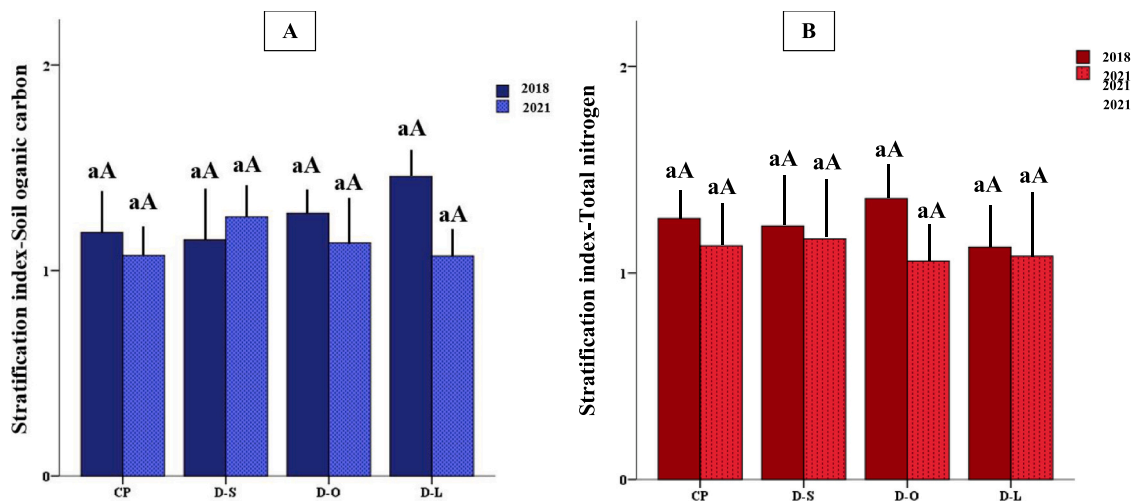 A
2
1
0
Stratification index-Soil oganic carbon
2018
2021
aA
aA
aA
aA
aA
aA
aA
aA
CP
D-S
D-O
D-L
B
2
1
0
Stratification index-Total nitrogen
2018
2021
2021
2021
aA
aA
aA
aA
aA
aA
aA
aA
CP
D-S
D-O
D-L